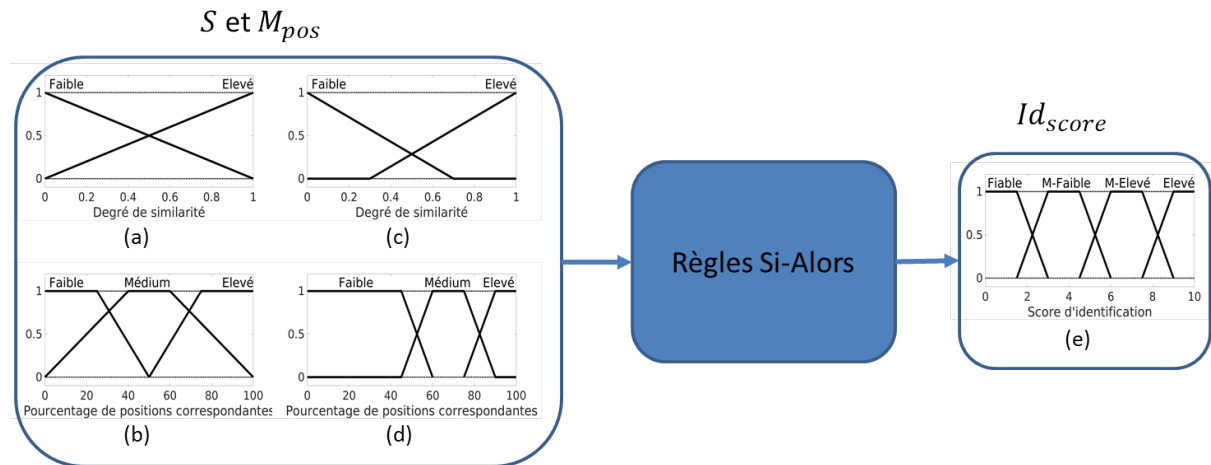 S et M_pos
Faible Elevé
1
0.5
0
0 0.2 0.4 0.6 0.8 1
Degré de similarité
(a)
Faible Elevé
1
0.5
0
0 0.2 0.4 0.6 0.8 1
Degré de similarité
(c)
Faible Médium Elevé
1
0.5
0
0 20 40 60 80 100
Pourcentage de positions correspondantes
(b)
Faible Médium Elevé
1
0.5
0
0 20 40 60 80 100
Pourcentage de positions correspondantes
(d)
Règles Si-Alors
Id_score
Fiable M-Faible M-Elevé Elevé
1
0.5
0
0 2 4 6 8 10
Score d'identification
(e)